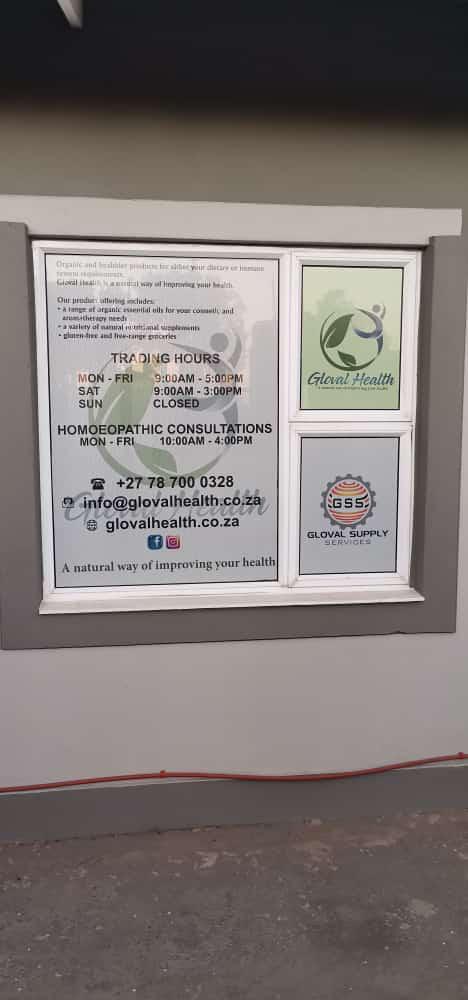 Organic and healthier products for either your dietary or immune
system requirements.
Gloval Health is a natural way of improving your health.
Our product offering includes:
• a range of organic essential oils for your cosmetic and
aromatherapy needs
• a variety of natural nutritional supplements
• gluten-free and free-range groceries
TRADING HOURS
MON - FRI 9:00AM - 5:00PM
SAT 9:00AM - 3:00PM
SUN CLOSED
HOMOEOPATHIC CONSULTATIONS
MON - FRI 10:00AM - 4:00PM
+27 78 700 0328
info@glovalhealth.co.za
glovalhealth.co.za
Gloval Health
A natural way of improving your health
Gloval Health
A natural way of improving your health
GSS
GLOVAL SUPPLY
SERVICES